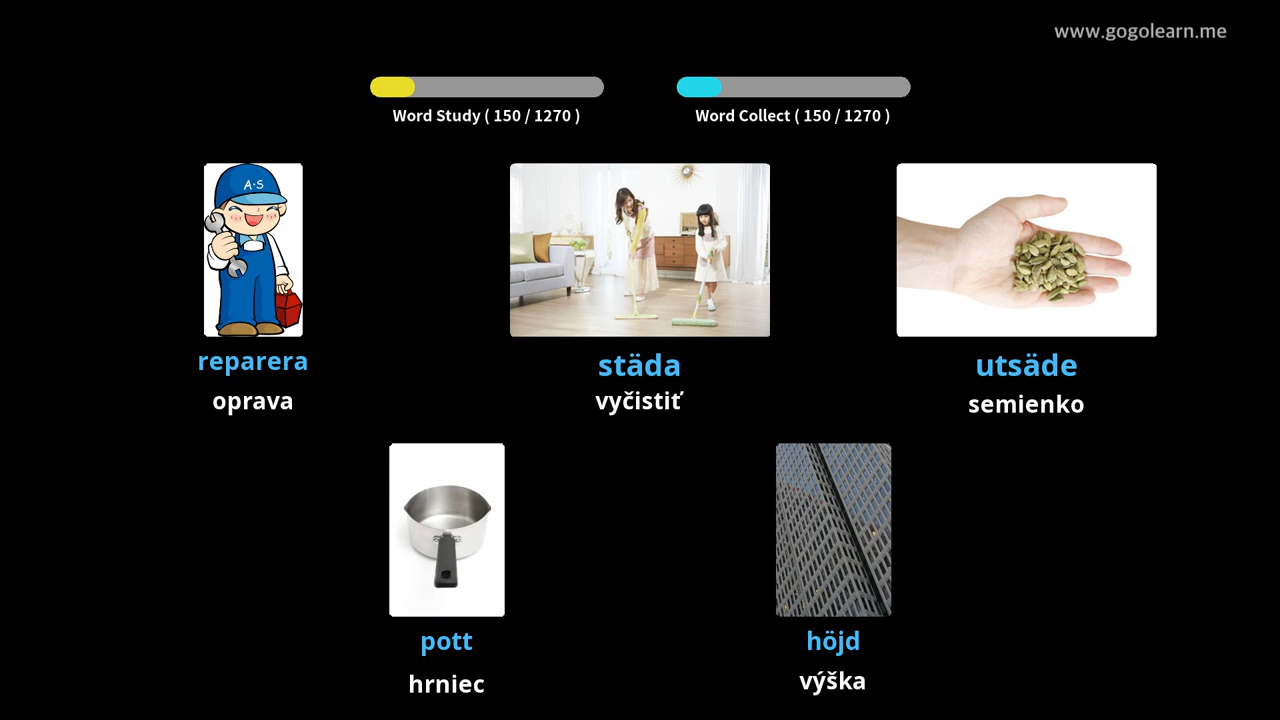 www.gogolearn.me
Word Study ( 150 / 1270 )
Word Collect ( 150 / 1270 )
A·S
reparera
oprava
städa
vyčistiť
utsäde
semienko
pott
hrniec
höjd
výška